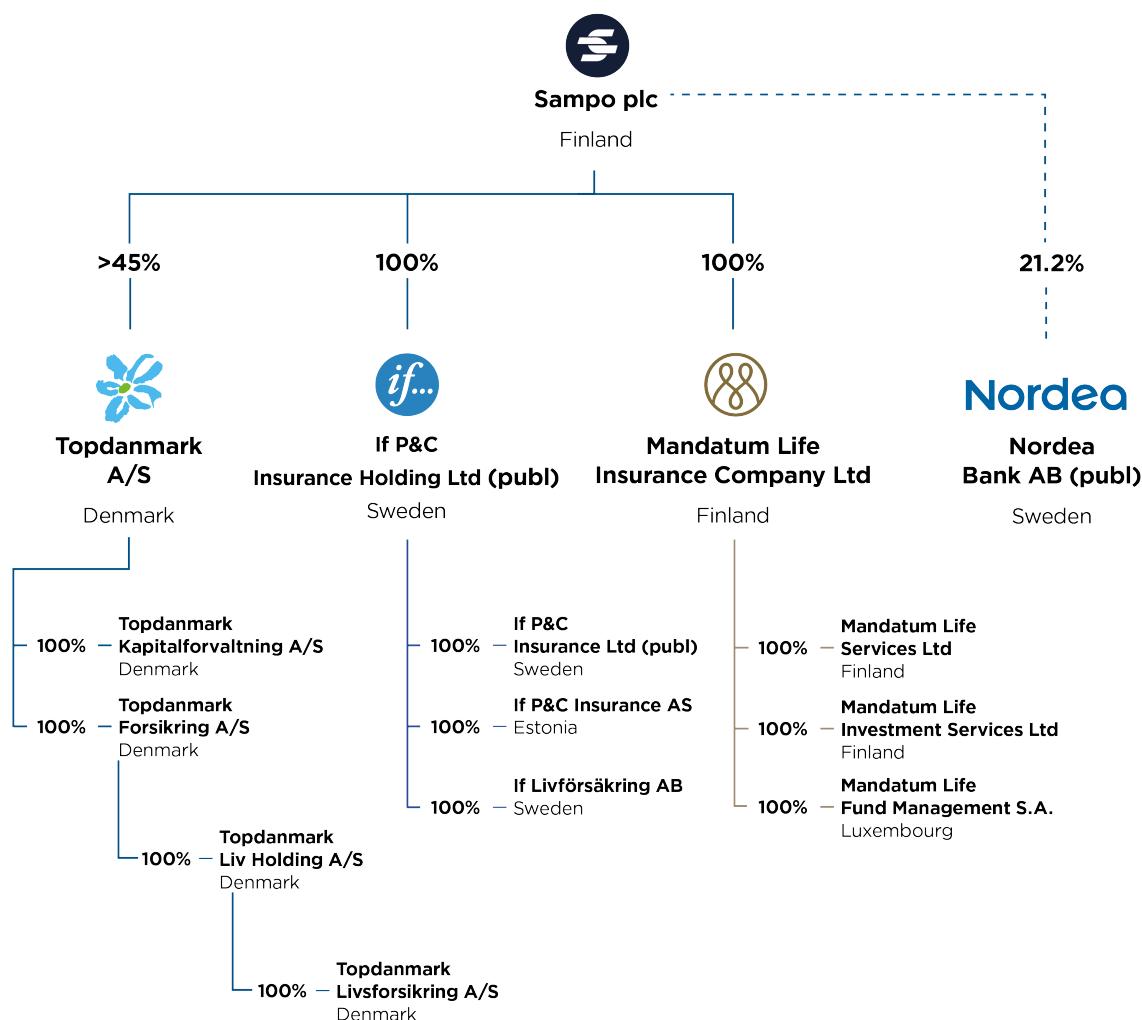 Sampo plc
Finland
>45%
100%
100%
21.2%
if...
Nordea
Topdanmark
A/S
Denmark
If P&C
Insurance Holding Ltd (publ)
Sweden
Mandatum Life
Insurance Company Ltd
Finland
Nordea
Bank AB (publ)
Sweden
100%
Topdanmark
Kapitalforvaltning A/S
Denmark
100%
Topdanmark
Forsikring A/S
Denmark
100%
Topdanmark
Liv Holding A/S
Denmark
100%
Topdanmark
Livsforsikring A/S
Denmark
100%
If P&C
Insurance Ltd (publ)
Sweden
100%
If P&C Insurance AS
Estonia
100%
If Livförsäkring AB
Sweden
100%
Mandatum Life
Services Ltd
Finland
100%
Mandatum Life
Investment Services Ltd
Finland
100%
Mandatum Life
Fund Management S.A.
Luxembourg